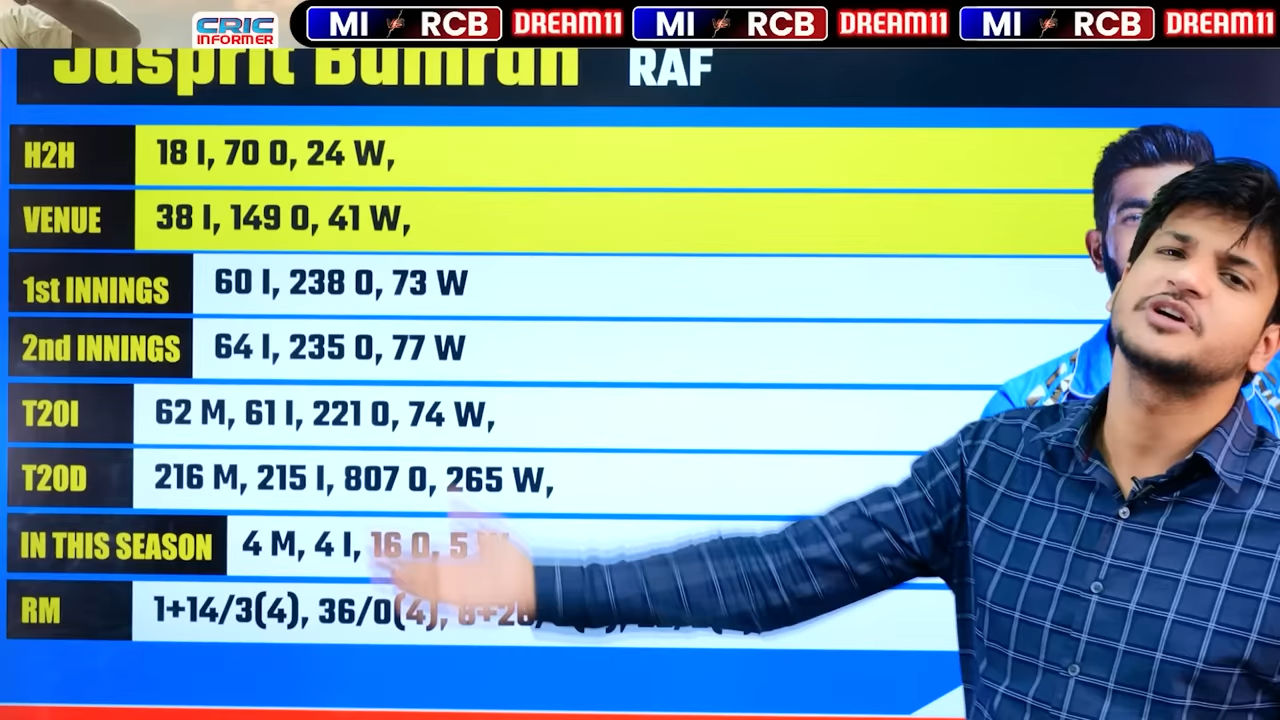 CRIC
INFORMER
MI VS RCB DREAM11 MI VS RCB DREAM11 MI VS RCB DREAM11
Jasprit Bumrah RAF
H2H 18 I, 70 O, 24 W,
VENUE 38 I, 149 O, 41 W,
1st INNINGS 60 I, 238 O, 73 W
2nd INNINGS 64 I, 235 O, 77 W
T20I 62 M, 61 I, 221 O, 74 W,
T20D 216 M, 215 I, 807 O, 265 W,
IN THIS SEASON 4 M, 4 I, 16 O, 5 W
RM 1+14/3(4), 36/0(4),